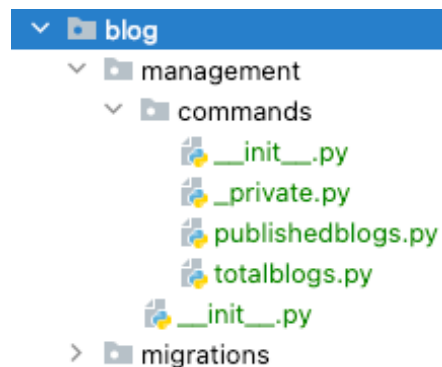 blog
management
commands
__init__.py
_private.py
publishedblogs.py
totalblogs.py
__init__.py
migrations